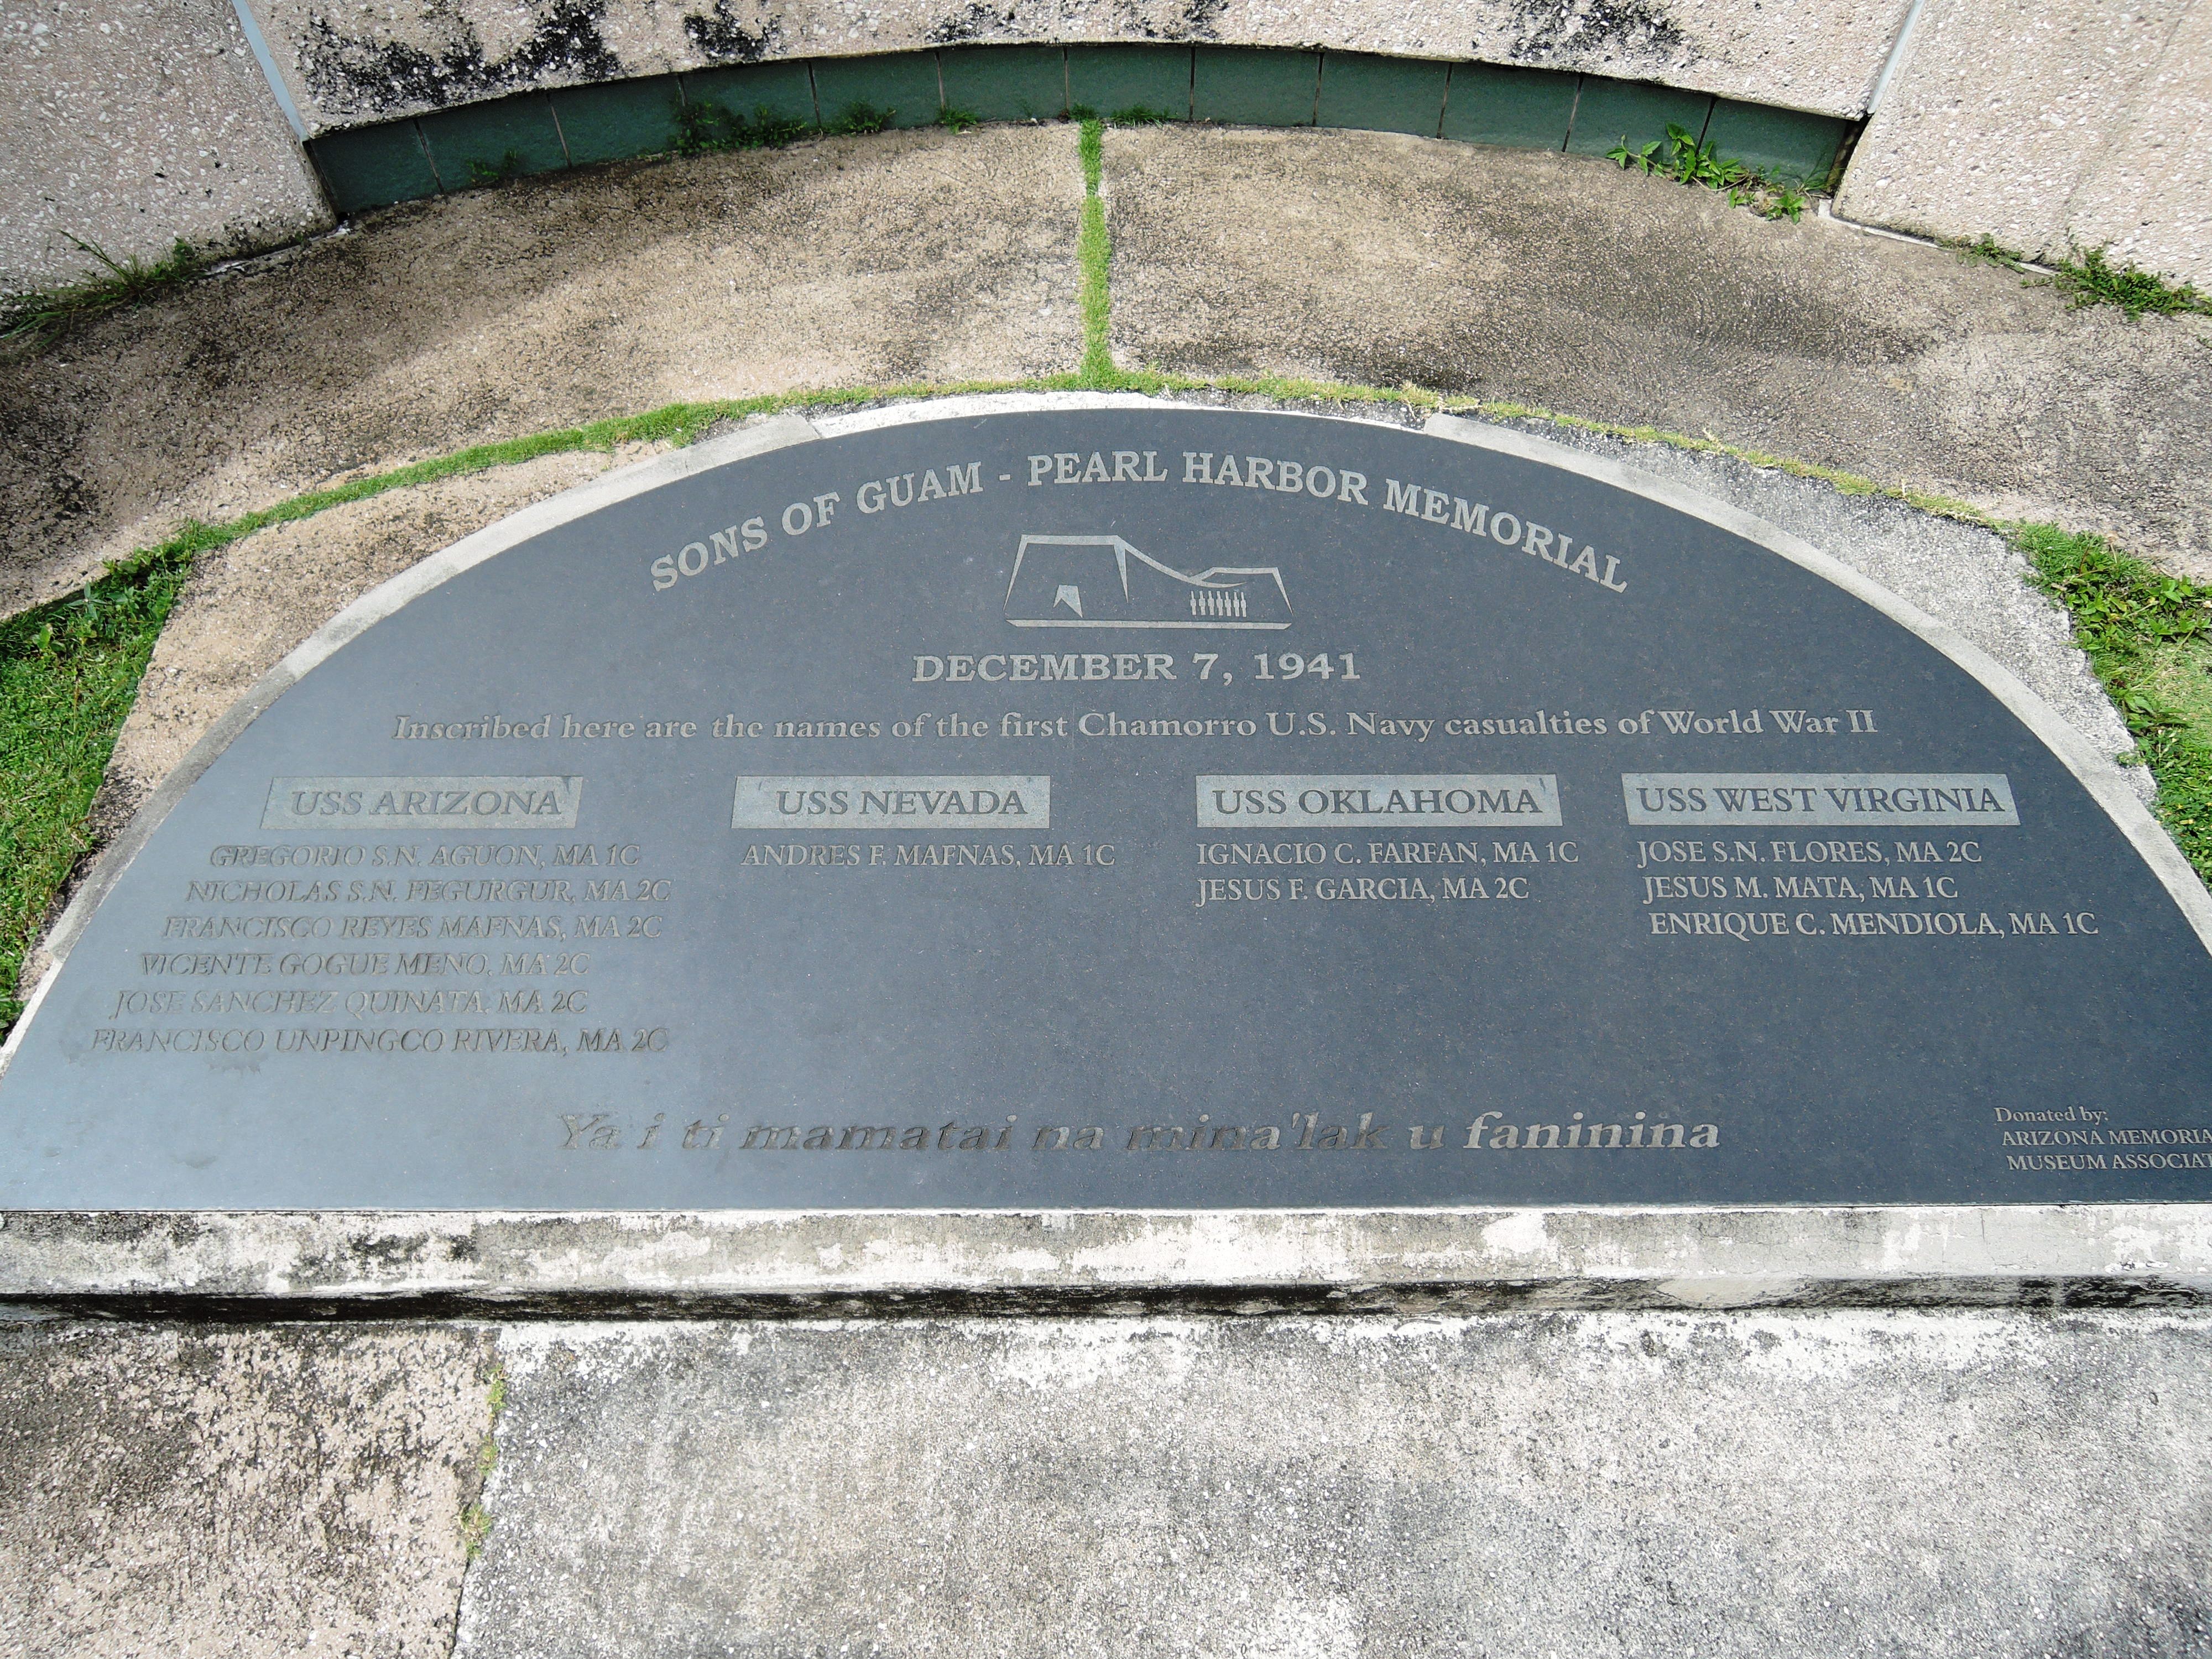 SONS OF GUAM - PEARL HARBOR MEMORIAL
DECEMBER 7, 1941
Inscribed here are the names of the first Chamorro U.S. Navy casualties of World War II
USS ARIZONA
GREGORIO S.N. AGUON, MA 1C
NICHOLAS S.N. FEGURGUR, MA 2C
FRANCISCO REYES MAFNAS, MA 2C
VICENTE GOGUE MENO, MA 2C
JOSE SANCHEZ QUINATA, MA 2C
FRANCISCO UNPINGCO RIVERA, MA 2C
USS NEVADA
ANDRES F. MAFNAS, MA 1C
USS OKLAHOMA
IGNACIO C. FARFAN, MA 1C
JESUS F. GARCIA, MA 2C
USS WEST VIRGINIA
JOSE S.N. FLORES, MA 2C
JESUS M. MATA, MA 1C
ENRIQUE C. MENDIOLA, MA 1C
Ya i ti mamatai na mina'lak u faninina
Donated by:
ARIZONA MEMORIA
MUSEUM ASSOCIAT